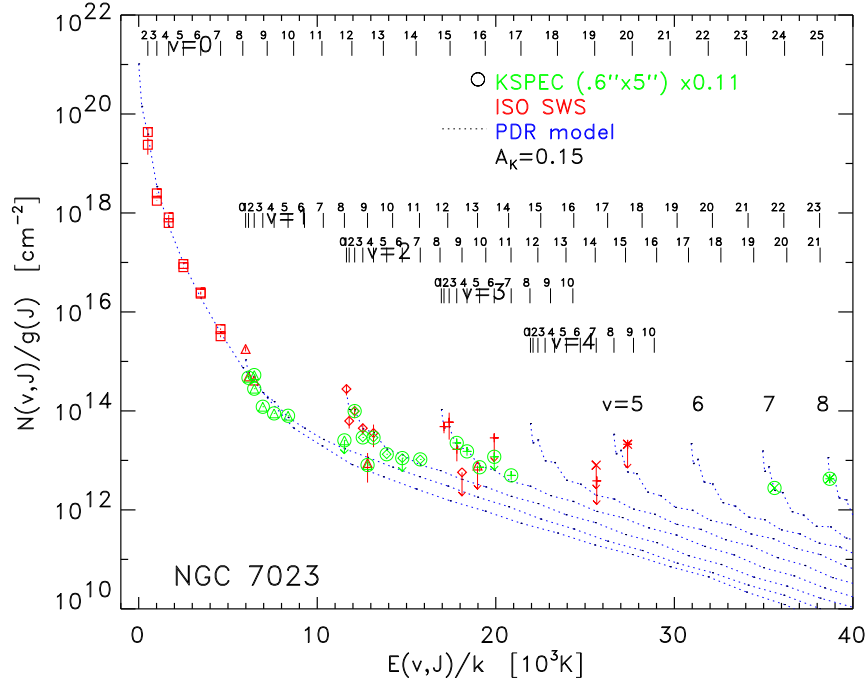 10^22
2 3 4 5 6 7 8 9 10 11 12 13 14 15 16 17 18 19 20 21 22 23 24 25
v=0
KSPEC (.6"x5") x0.11
ISO SWS
10^20
PDR model
A_K=0.15
10^18
0 1 2 3 4 5 6 7 8 9 10 11 12 13 14 15 16 17 18 19 20 21 22 23
v=1
0 1 2 3 4 5 6 7 8 9 10 11 12 13 14 15 16 17 18 19 20 21
v=2
10^16
0 1 2 3 4 5 6 7 8 9 10
v=3
0 1 2 3 4 5 6 7 8 9 10
v=4
10^14
v=5 6 7 8
10^12
NGC 7023
10^10
N(v,J)/g(J) [cm^-2]
0 10 20 30 40
E(v,J)/k [10^3K]